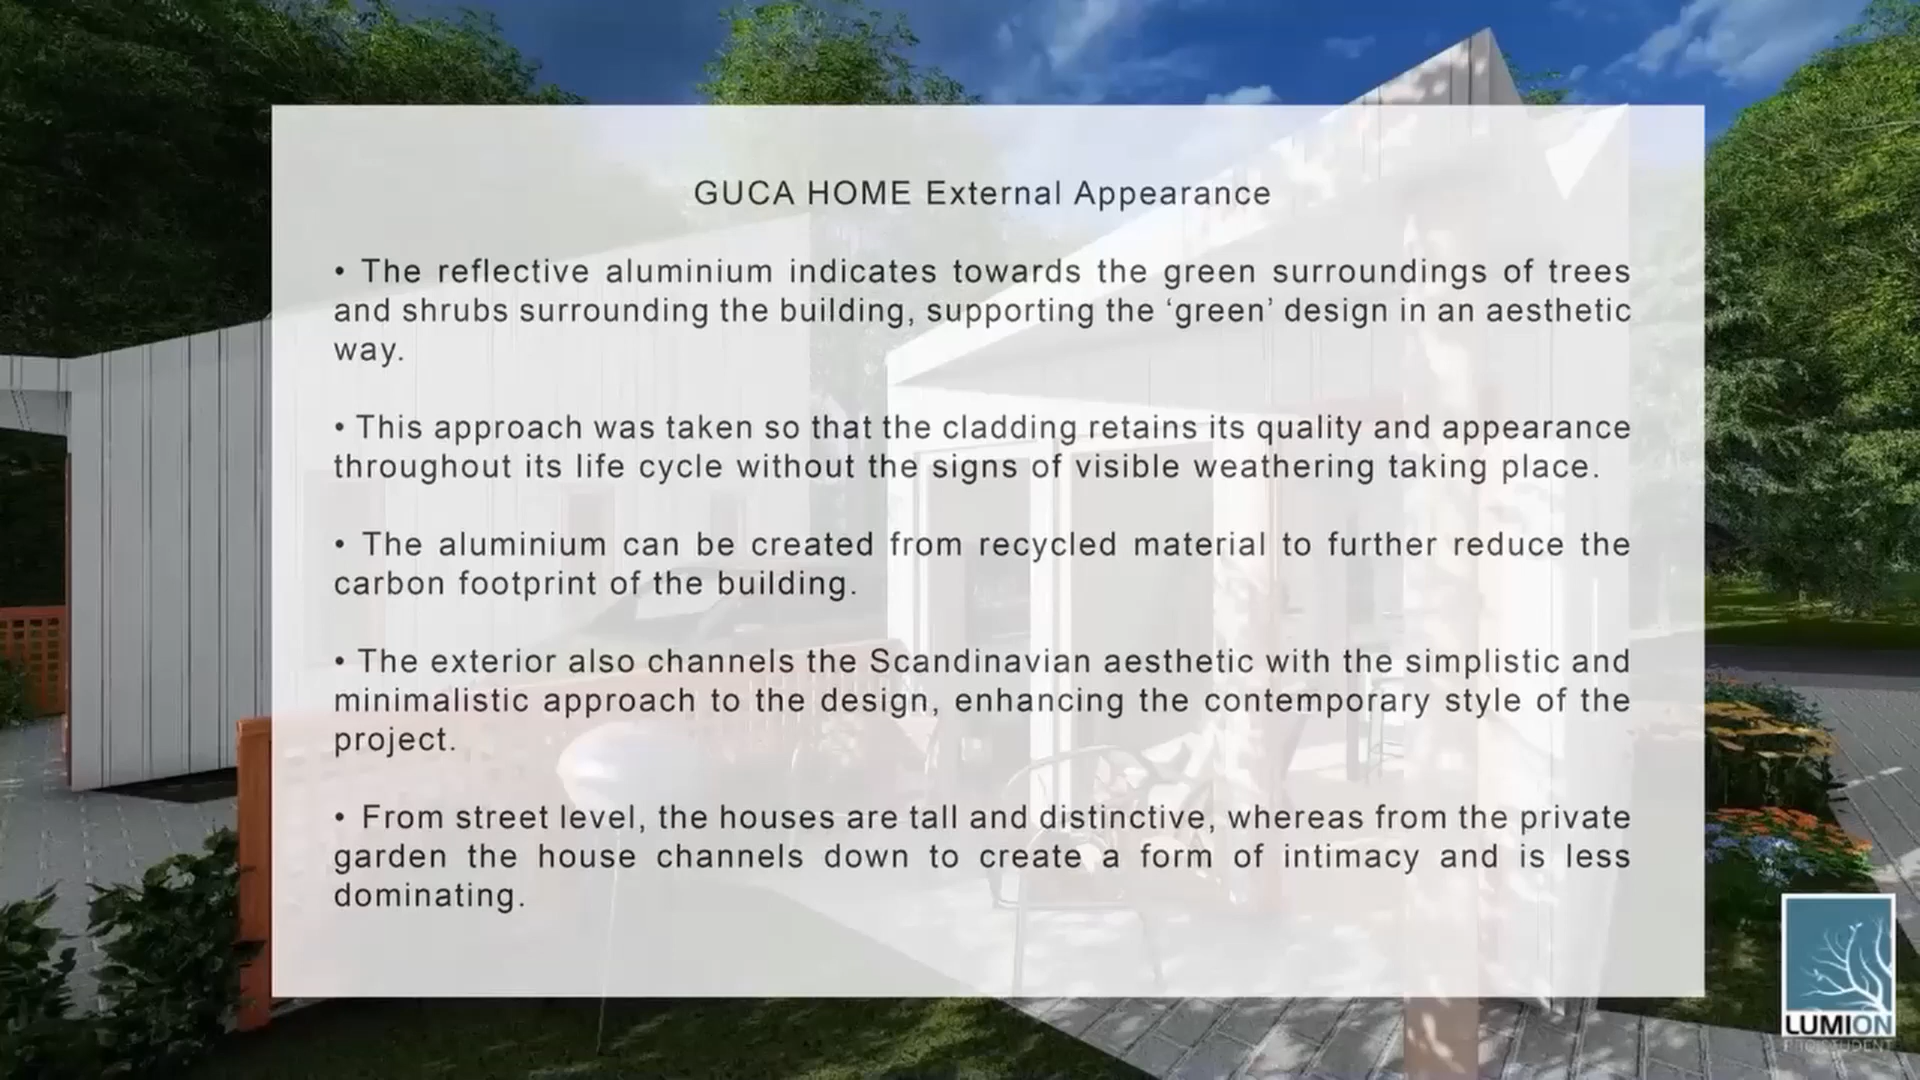 GUCA HOME External Appearance
• The reflective aluminium indicates towards the green surroundings of trees
and shrubs surrounding the building, supporting the ‘green’ design in an aesthetic
way.
• This approach was taken so that the cladding retains its quality and appearance
throughout its life cycle without the signs of visible weathering taking place.
• The aluminium can be created from recycled material to further reduce the
carbon footprint of the building.
• The exterior also channels the Scandinavian aesthetic with the simplistic and
minimalistic approach to the design, enhancing the contemporary style of the
project.
• From street level, the houses are tall and distinctive, whereas from the private
garden the house channels down to create a form of intimacy and is less
dominating.
LUMION
PRO STUDENT